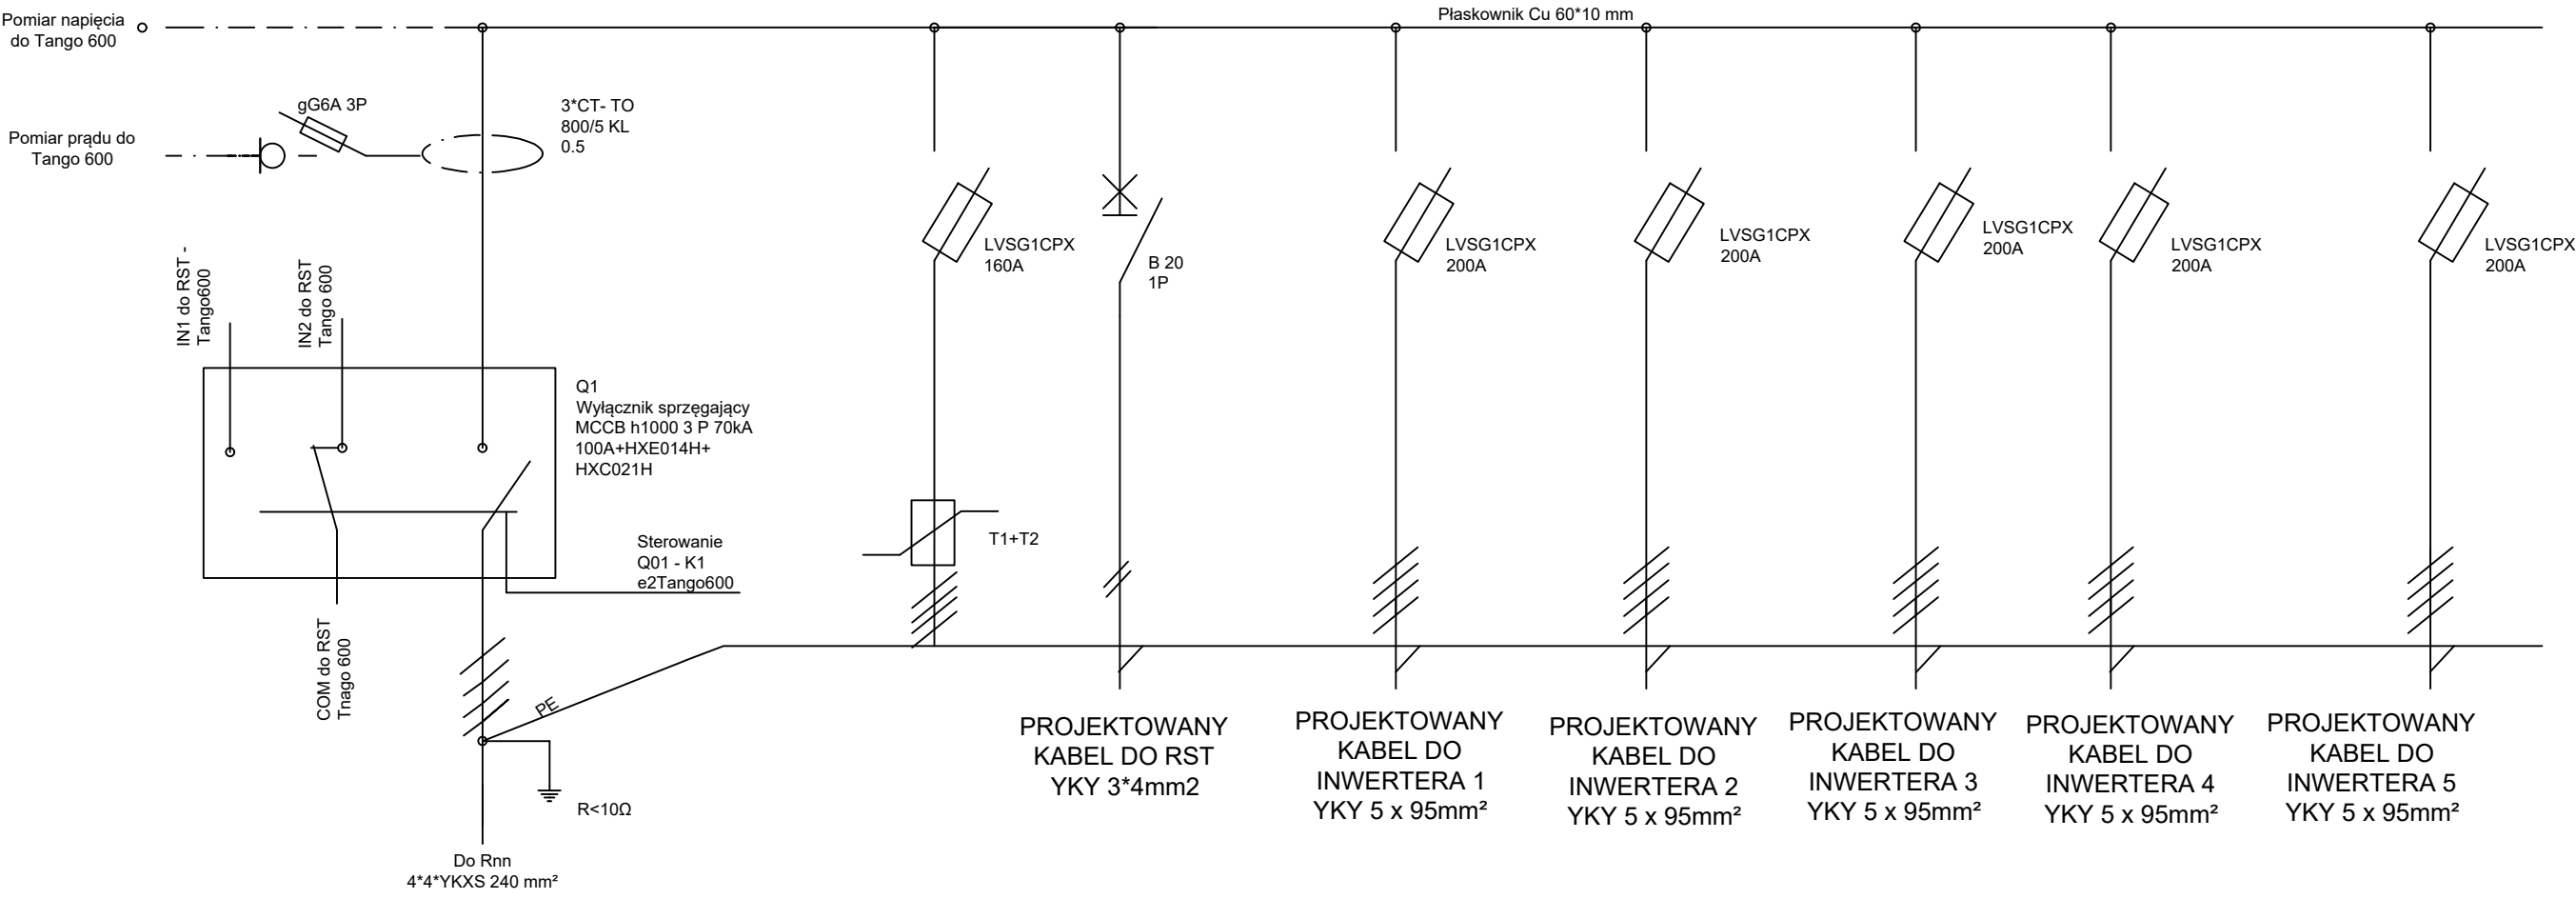 Pomiar napięcia
do Tango 600
Płaskownik Cu 60*10 mm
gG6A 3P
3*CT- TO
800/5 KL
0.5
Pomiar prądu do
Tango 600
IN1 do RST -
Tango600
IN2 do RST
Tango 600
LVSG1CPX
160A
B 20
1P
LVSG1CPX
200A
LVSG1CPX
200A
LVSG1CPX
200A
LVSG1CPX
200A
LVSG1CPX
200A
Q1
Wyłącznik sprzęgający
MCCB h1000 3 P 70kA
100A+HXE014H+
HXC021H
Sterowanie
Q01 - K1
e2Tango600
T1+T2
COM do RST
Tnago 600
PE
R<10Ω
Do Rnn
4*4*YKXS 240 mm²
PROJEKTOWANY
KABEL DO RST
YKY 3*4mm2
PROJEKTOWANY
KABEL DO
INWERTERA 1
YKY 5 x 95mm²
PROJEKTOWANY
KABEL DO
INWERTERA 2
YKY 5 x 95mm²
PROJEKTOWANY
KABEL DO
INWERTERA 3
YKY 5 x 95mm²
PROJEKTOWANY
KABEL DO
INWERTERA 4
YKY 5 x 95mm²
PROJEKTOWANY
KABEL DO
INWERTERA 5
YKY 5 x 95mm²